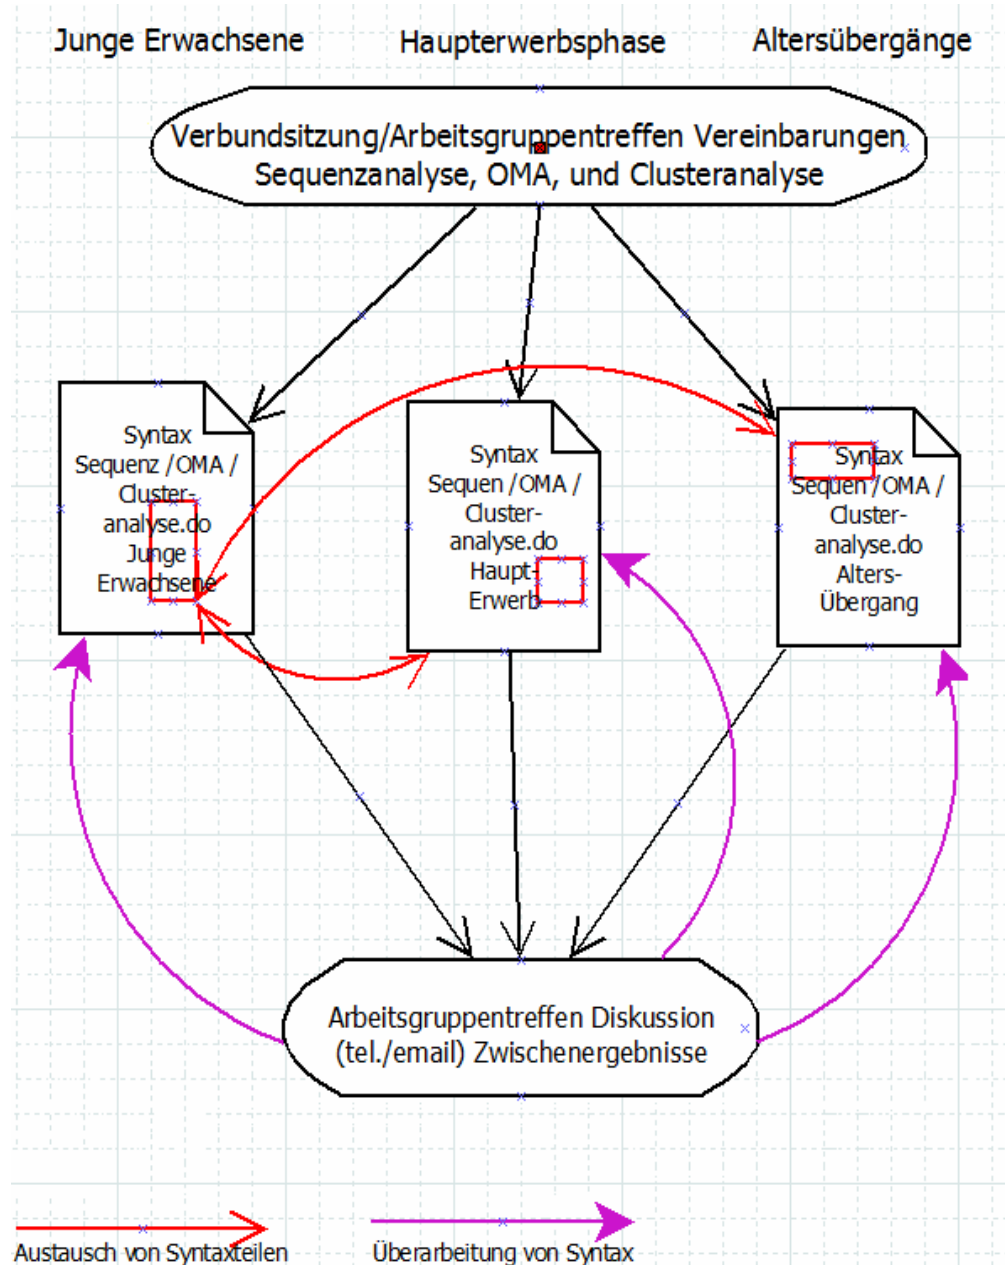 Junge Erwachsene
Haupterwerbsphase
Altersübergänge
Verbundsitzung/Arbeitsgruppentreffen Vereinbarungen
Sequenzanalyse, OMA, und Clusteranalyse
Syntax
Sequenz /OMA /
Cluster-
analyse.do
Junge
Erwachsene
Syntax
Sequen /OMA /
Cluster-
analyse.do
Haupt-
Erwerb
Syntax
Sequen /OMA /
Cluster-
analyse.do
Alters-
Übergang
Arbeitsgruppentreffen Diskussion
(tel./email) Zwischenergebnisse
Austausch von Syntaxteilen
Überarbeitung von Syntax